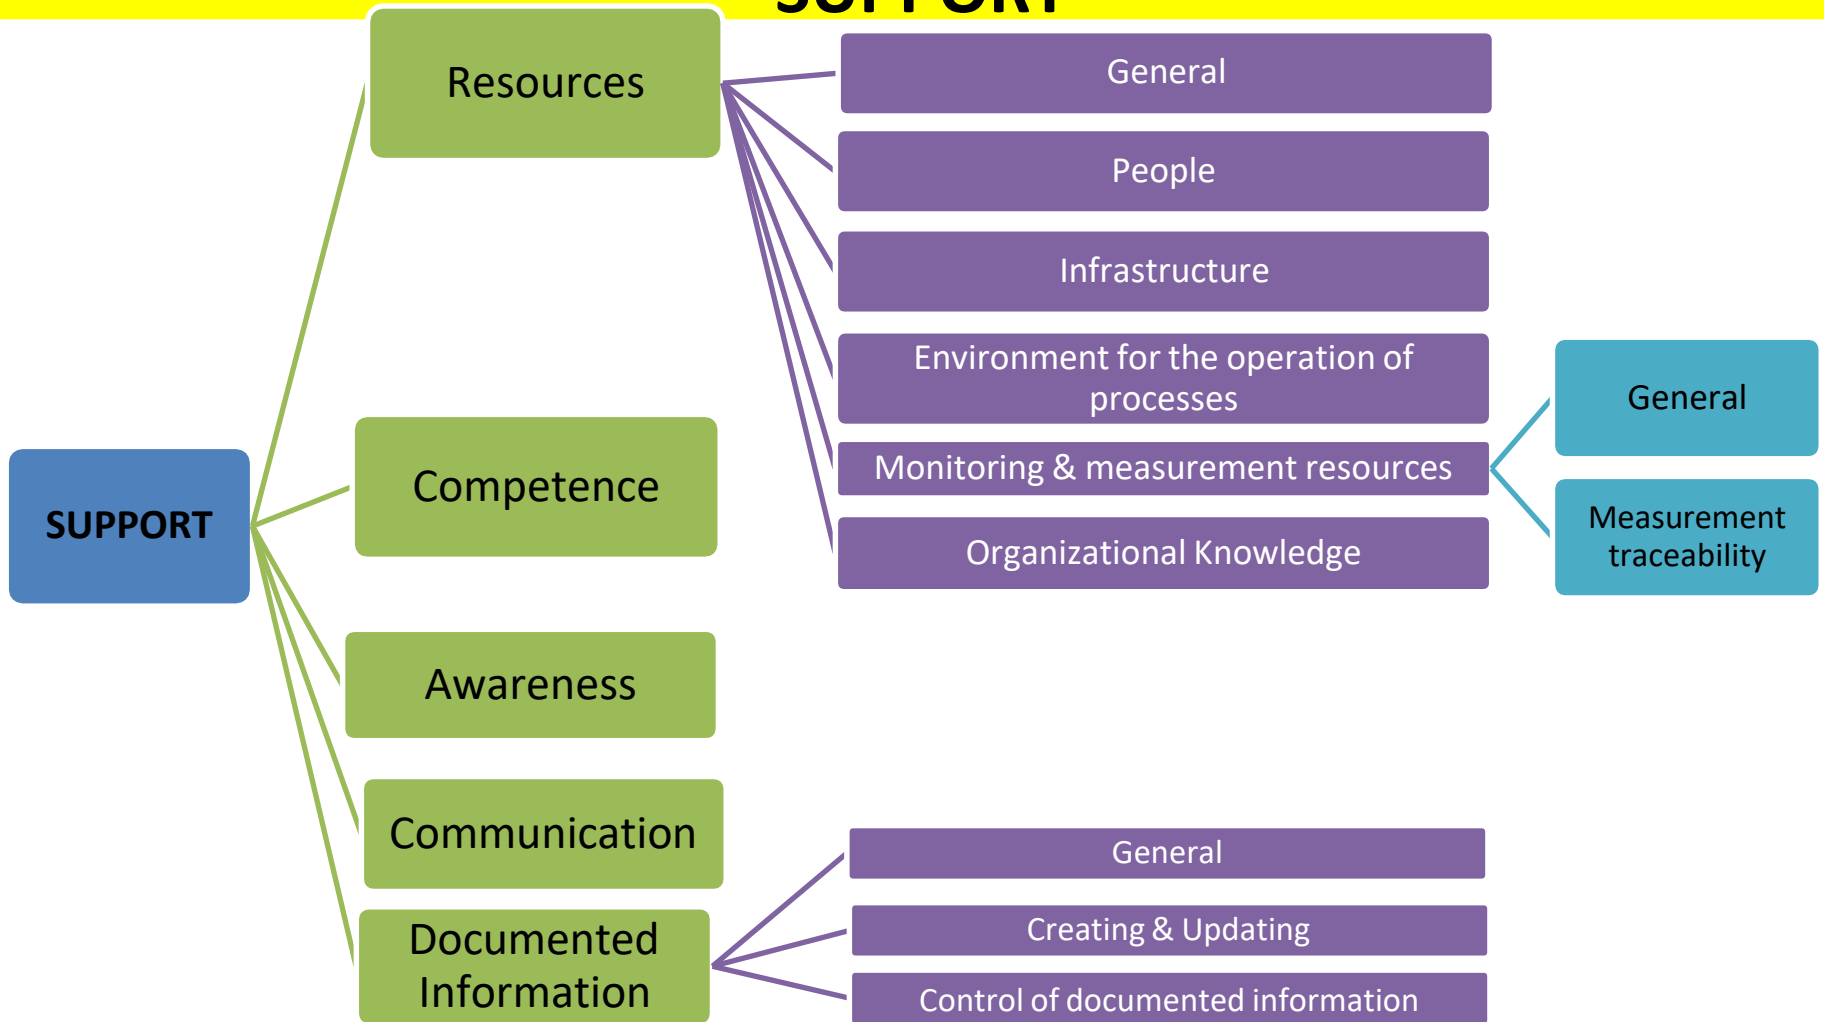 SUPPORT
Resources
General
People
Infrastructure
Environment for the operation of
processes
Monitoring & measurement resources
General
Measurement
traceability
Organizational Knowledge
SUPPORT
Competence
Awareness
Communication
Documented
Information
General
Creating & Updating
Control of documented information